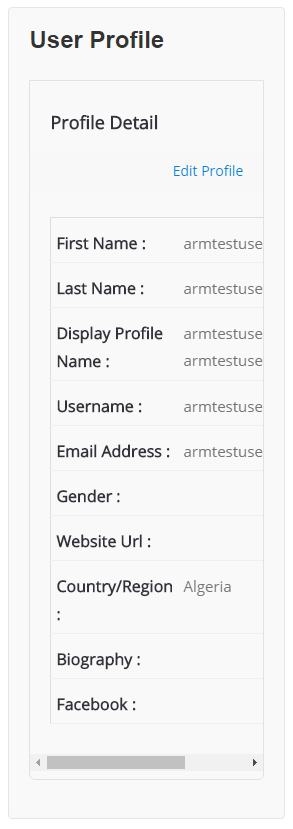 User Profile
Profile Detail
Edit Profile
First Name : armtestuse
Last Name : armtestuse
Display Profile armtestuse
Name : armtestuse
Username : armtestuse
Email Address : armtestuse
Gender :
Website Url :
Country/Region Algeria
:
Biography :
Facebook :